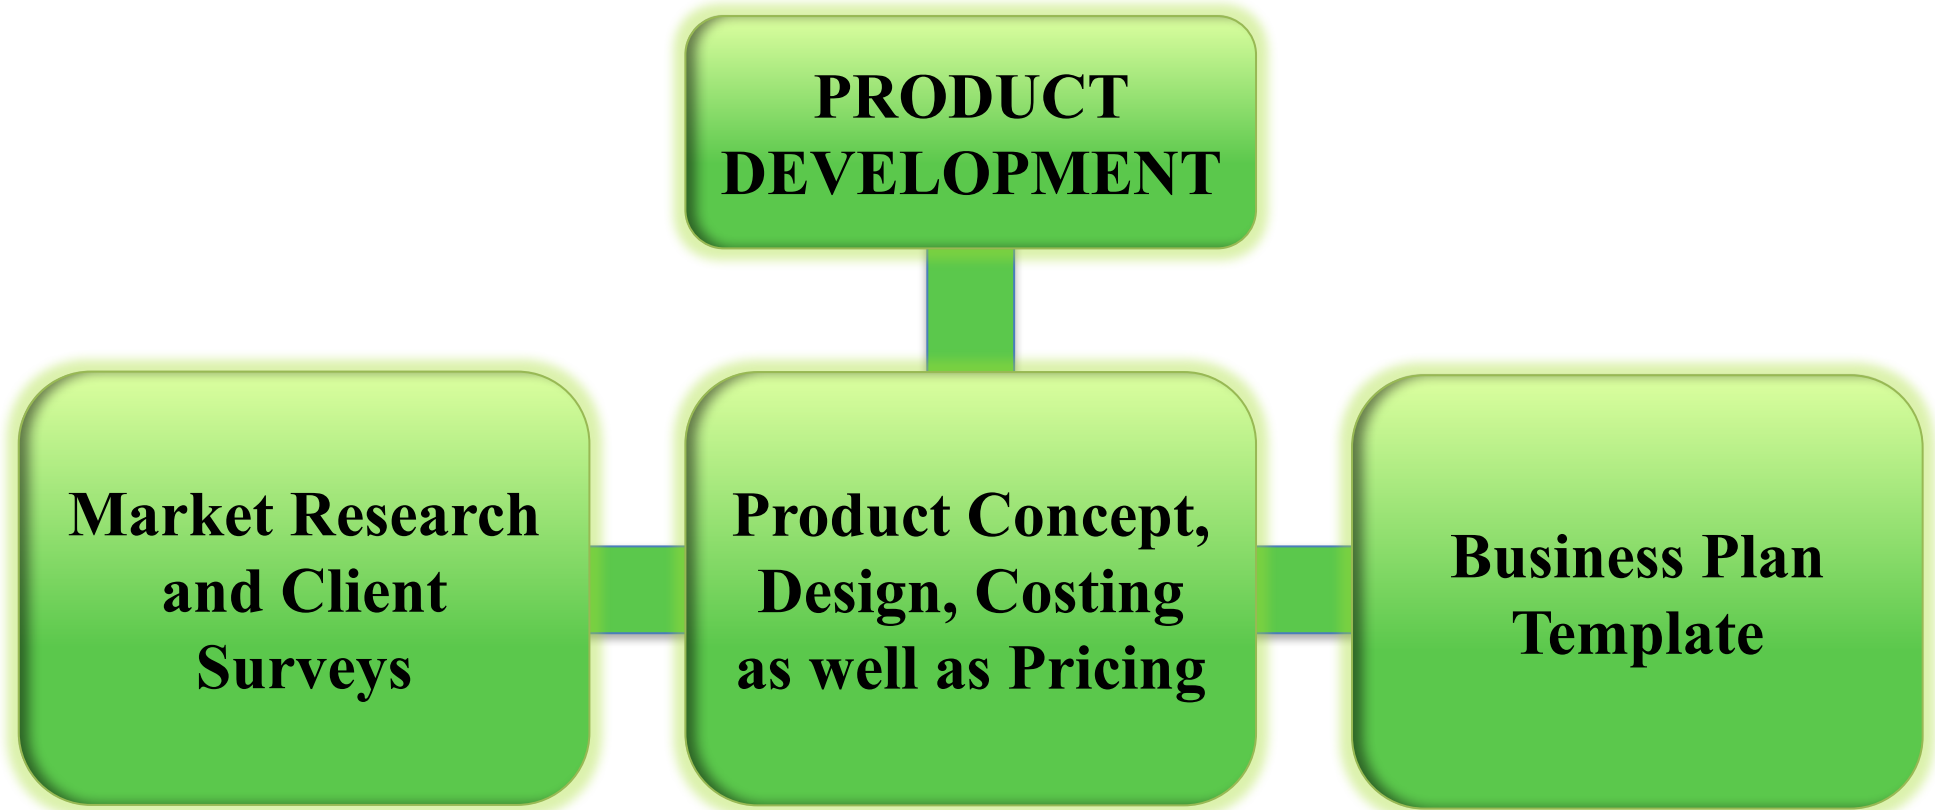 PRODUCT
DEVELOPMENT
Market Research
and Client
Surveys
Product Concept,
Design, Costing
as well as Pricing
Business Plan
Template